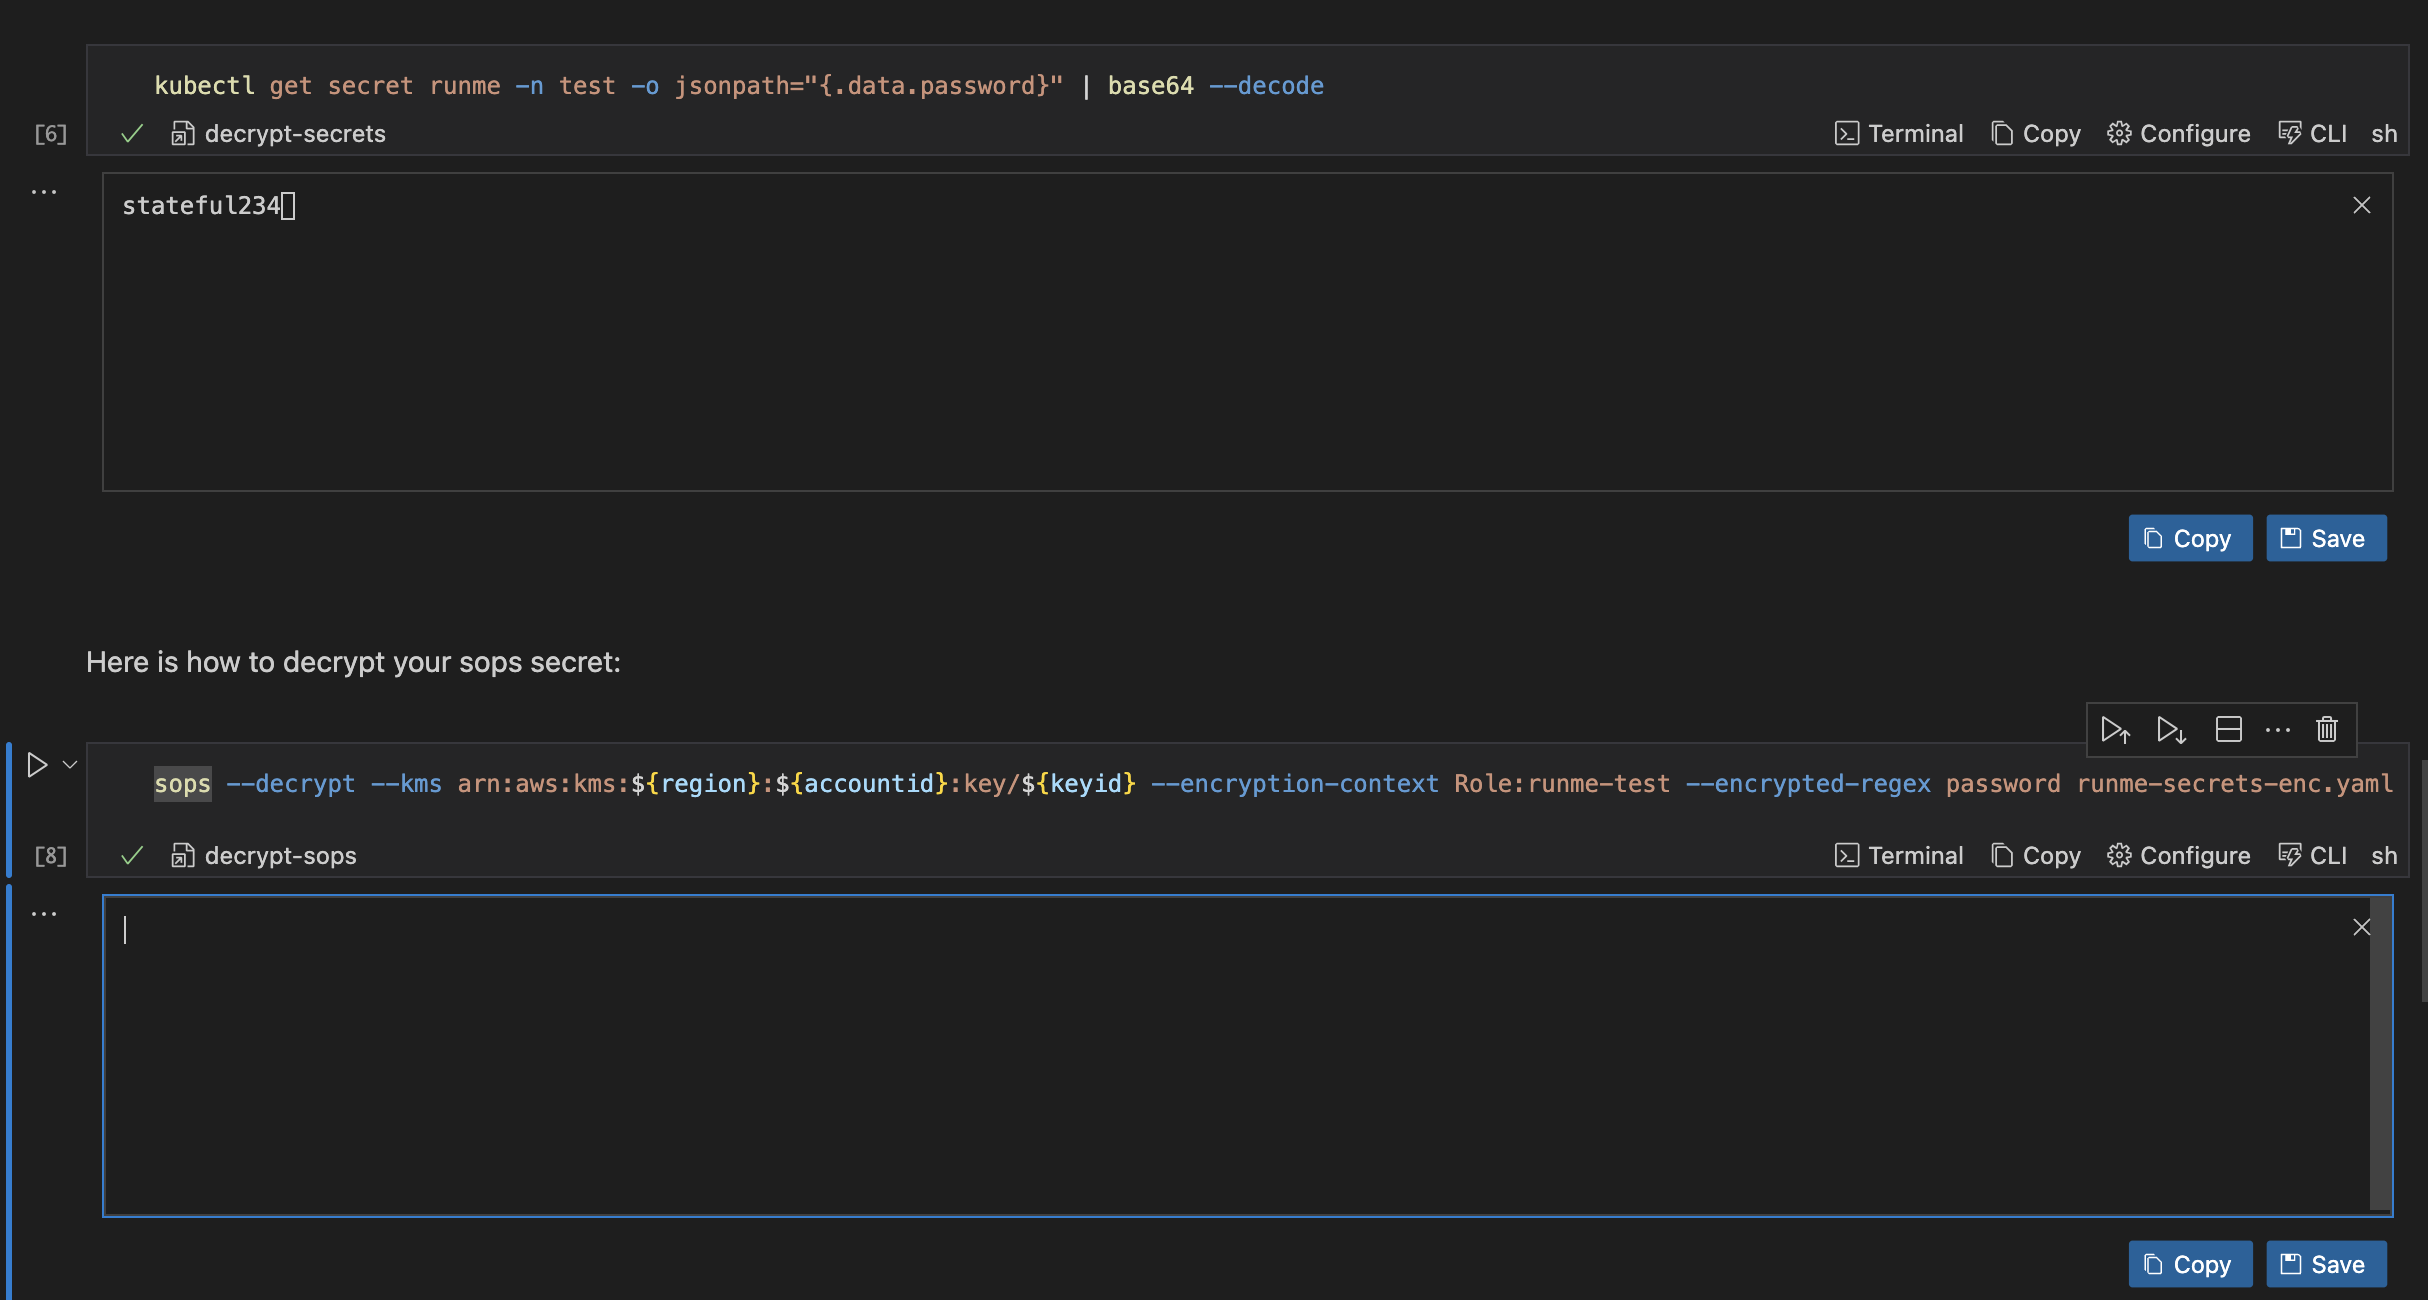 kubectl get secret runme -n test -o jsonpath="{.data.password}" | base64 --decode
[6] decrypt-secrets Terminal Copy Configure CLI sh
stateful234
Copy Save
Here is how to decrypt your sops secret:
sops --decrypt --kms arn:aws:kms:${region}:${accountid}:key/${keyid} --encryption-context Role:runme-test --encrypted-regex password runme-secrets-enc.yaml
[8] decrypt-sops Terminal Copy Configure CLI sh
Copy Save